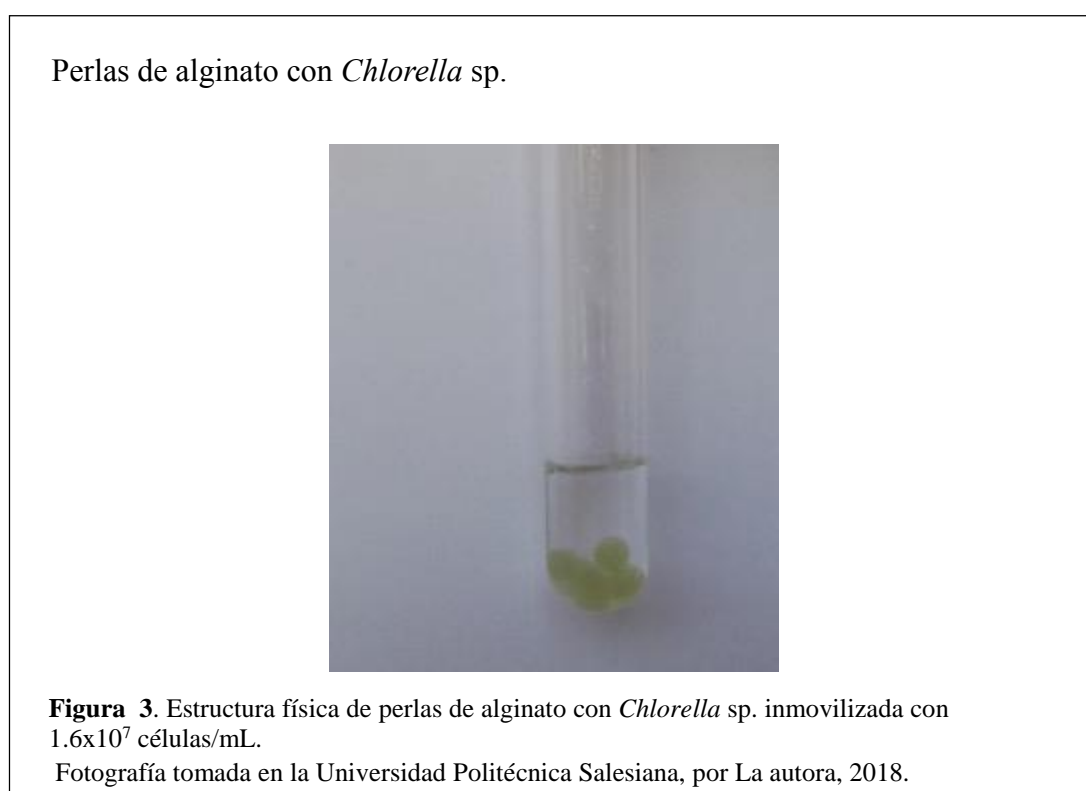 Perlas de alginato con Chlorella sp.
Figura 3. Estructura física de perlas de alginato con Chlorella sp. inmovilizada con
1.6x10⁷ células/mL.
Fotografía tomada en la Universidad Politécnica Salesiana, por La autora, 2018.